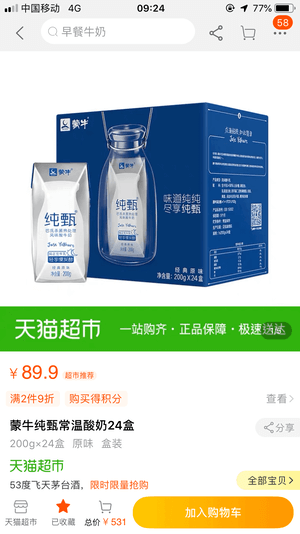 中国移动 4G 09:24 77%
早餐牛奶
58
蒙牛
蒙牛
纯甄
经典原味
味道纯纯
尽享纯甄
经典原味
净含量:200g X 24盒
天猫超市 一站购齐·正品保障·极速送达
¥89.9 超市推荐
满2件9折 购买得积分 查看
蒙牛纯甄常温酸奶24盒
分享
200g×24盒 原味 盒装
天猫超市
53度飞天茅台酒，限时限量抢购
全部宝贝
天猫超市 已收藏 总价 ¥531 加入购物车